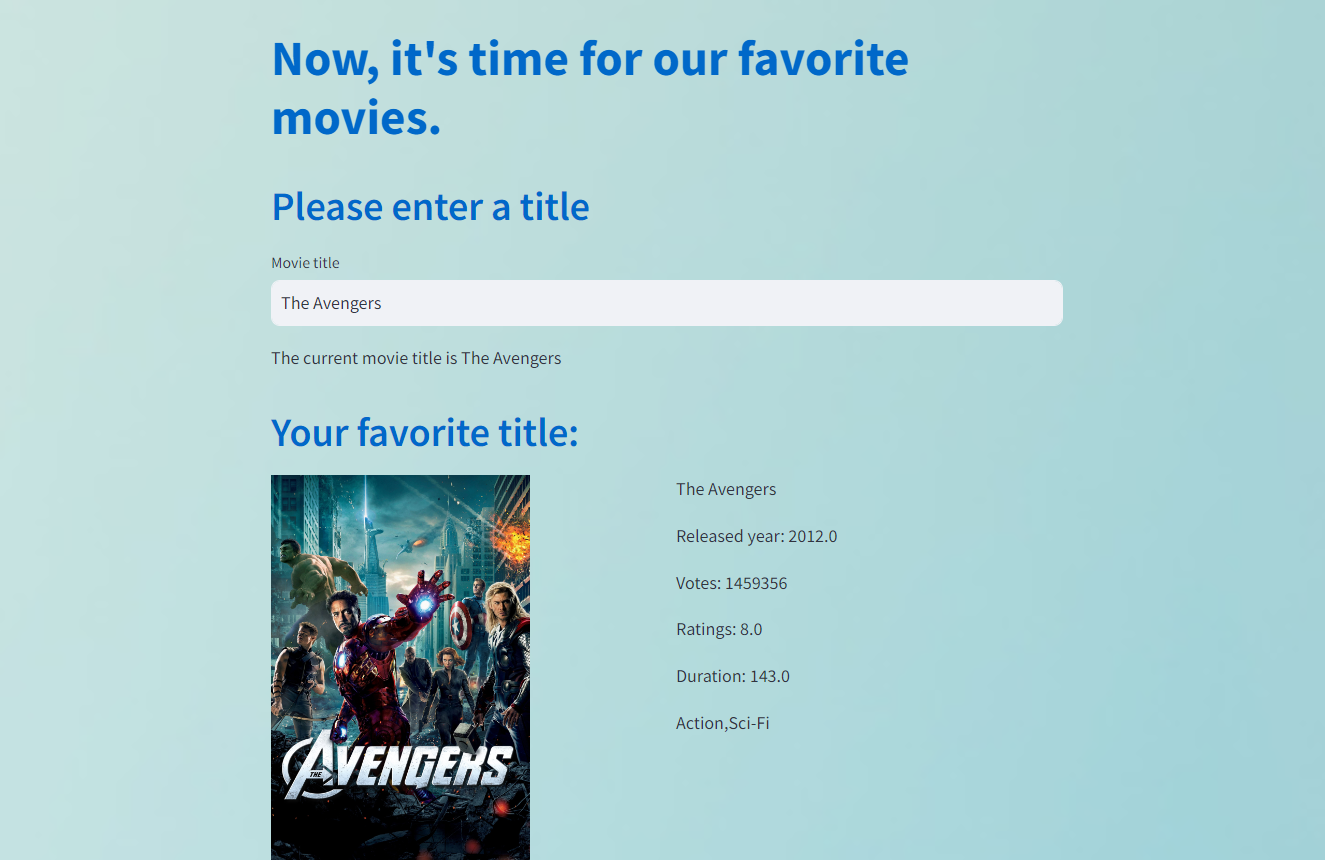 Now, it's time for our favorite
movies.
Please enter a title
Movie title
The Avengers
The current movie title is The Avengers
Your favorite title:
The Avengers
Released year: 2012.0
Votes: 1459356
Ratings: 8.0
Duration: 143.0
Action,Sci-Fi
THE AVENGERS